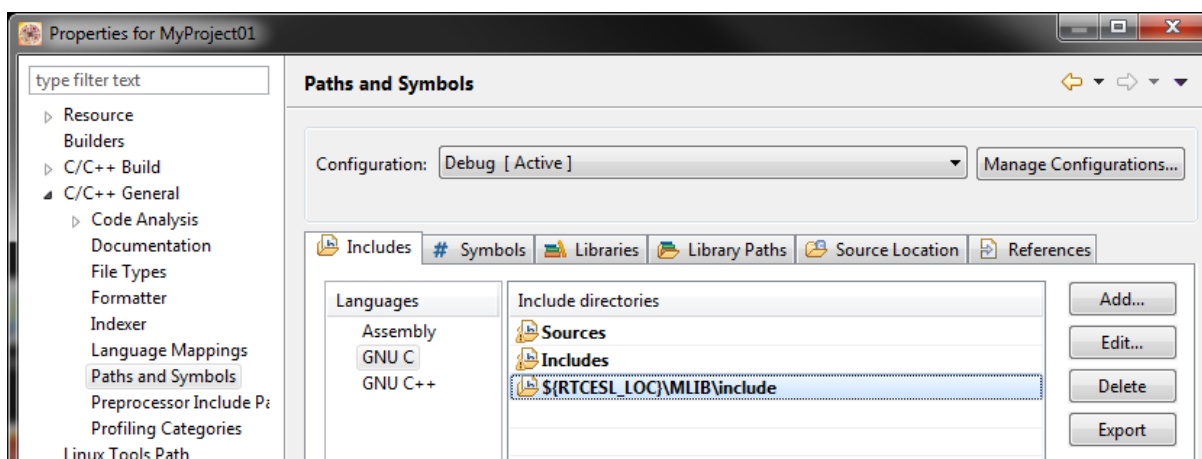 Properties for MyProject01
type filter text
Resource
Builders
C/C++ Build
C/C++ General
Code Analysis
Documentation
File Types
Formatter
Indexer
Language Mappings
Paths and Symbols
Preprocessor Include Pa
Profiling Categories
Linux Tools Path
Paths and Symbols
Configuration: Debug [ Active ] Manage Configurations...
Includes # Symbols Libraries Library Paths Source Location References
Languages
Assembly
GNU C
GNU C++
Include directories
Sources
Includes
${RTCESL_LOC}\MLIB\include
Add...
Edit...
Delete
Export